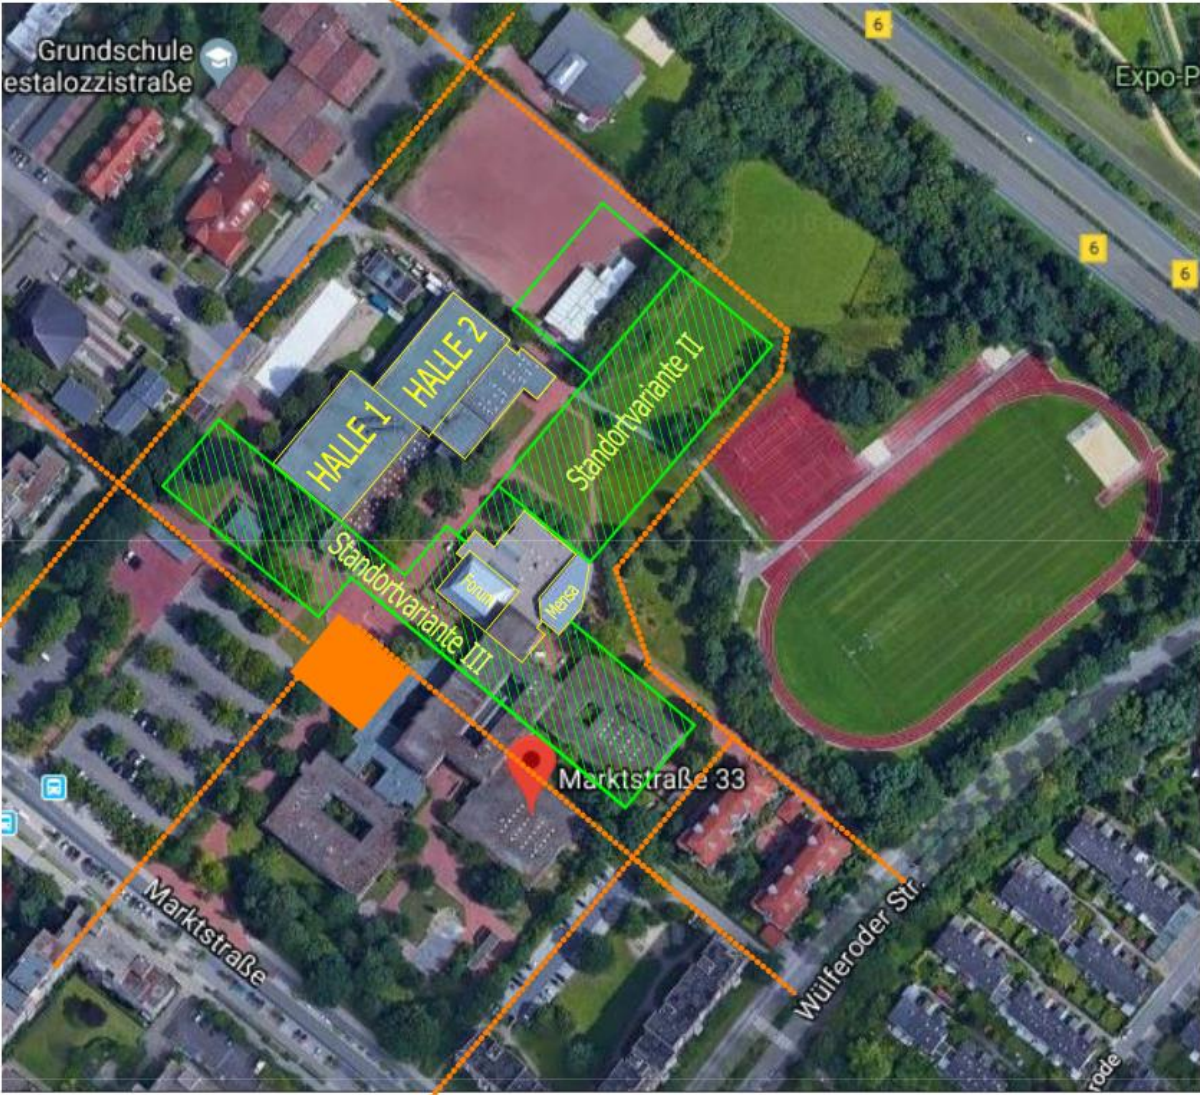 6
Expo-P
Grundschule
estalozzistraße
6
6
HALLE 2
HALLE 1
Standortvariante II
Standortvariante III
Forum
Mensa
Marktstraße 33
Marktstraße
Wülferoder Str.
rode